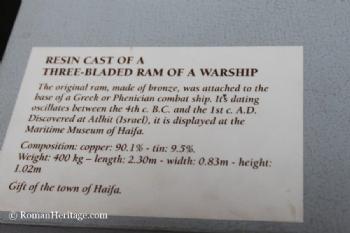 RESIN CAST OF A
THREE-BLADED RAM OF A WARSHIP
The original ram, made of bronze, was attached to the
base of a Greek or Phenician combat ship. It's dating
oscillates between the 4th c. B.C. and the 1st c. A.D.
Discovered at Atlhit (Israel), it is displayed at the
Maritime Museum of Haifa.
Composition: copper: 90.1% - tin: 9.5%.
Weight: 400 kg – length: 2.30m - width: 0.83m - height:
1.02m
Gift of the town of Haifa.
© RomanHeritage.com